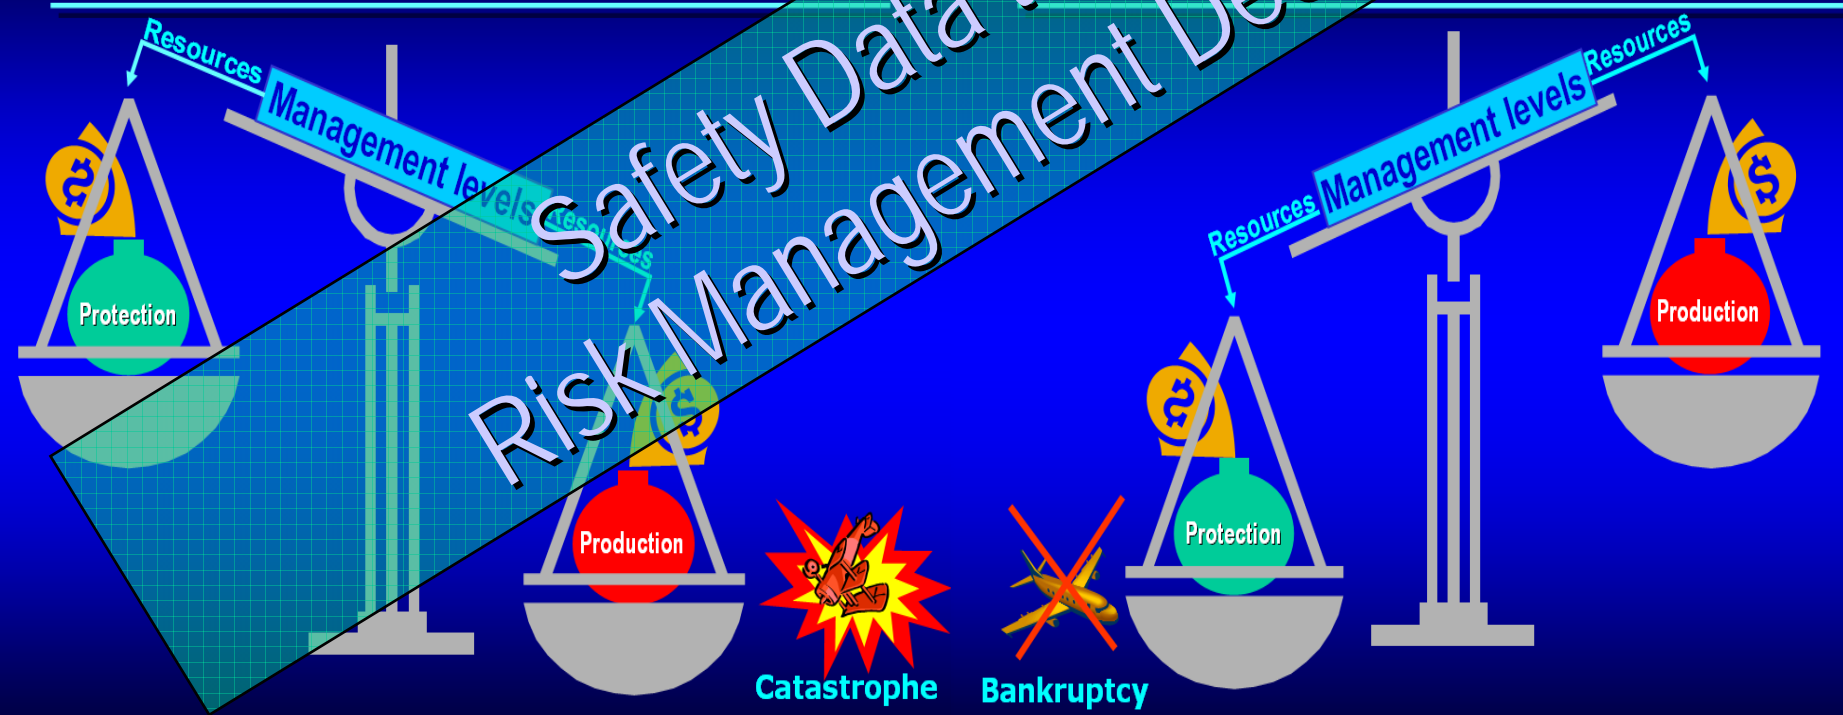 Resources
Management levels
Resources
Safety Data
Risk Management
Protection
Production
Catastrophe
Bankruptcy
Resources
Management levels
Resources
Protection
Production